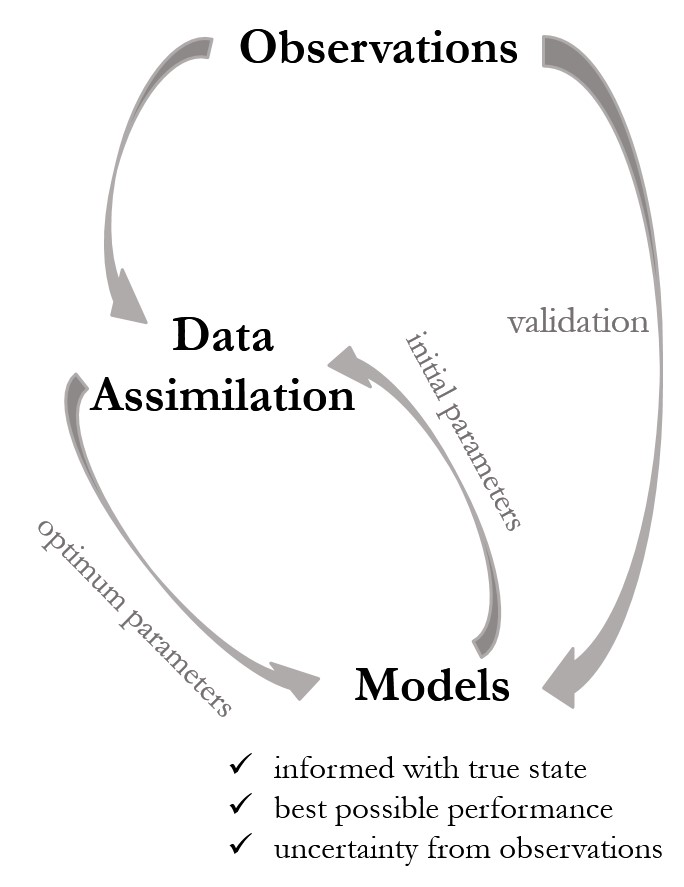 Observations
validation
Data
Assimilation
initial parameters
optimum parameters
Models
✓ informed with true state
✓ best possible performance
✓ uncertainty from observations